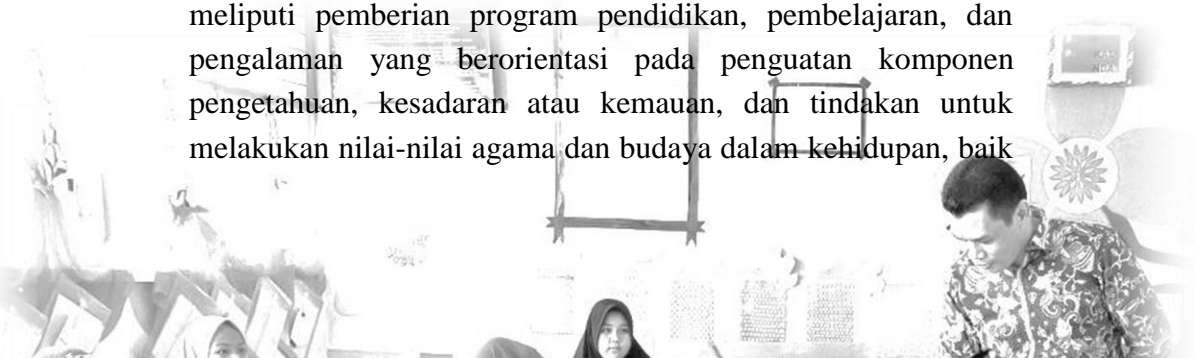 meliputi pemberian program pendidikan, pembelajaran, dan
pengalaman yang berorientasi pada penguatan komponen
pengetahuan, kesadaran atau kemauan, dan tindakan untuk
melakukan nilai-nilai agama dan budaya dalam kehidupan, baik